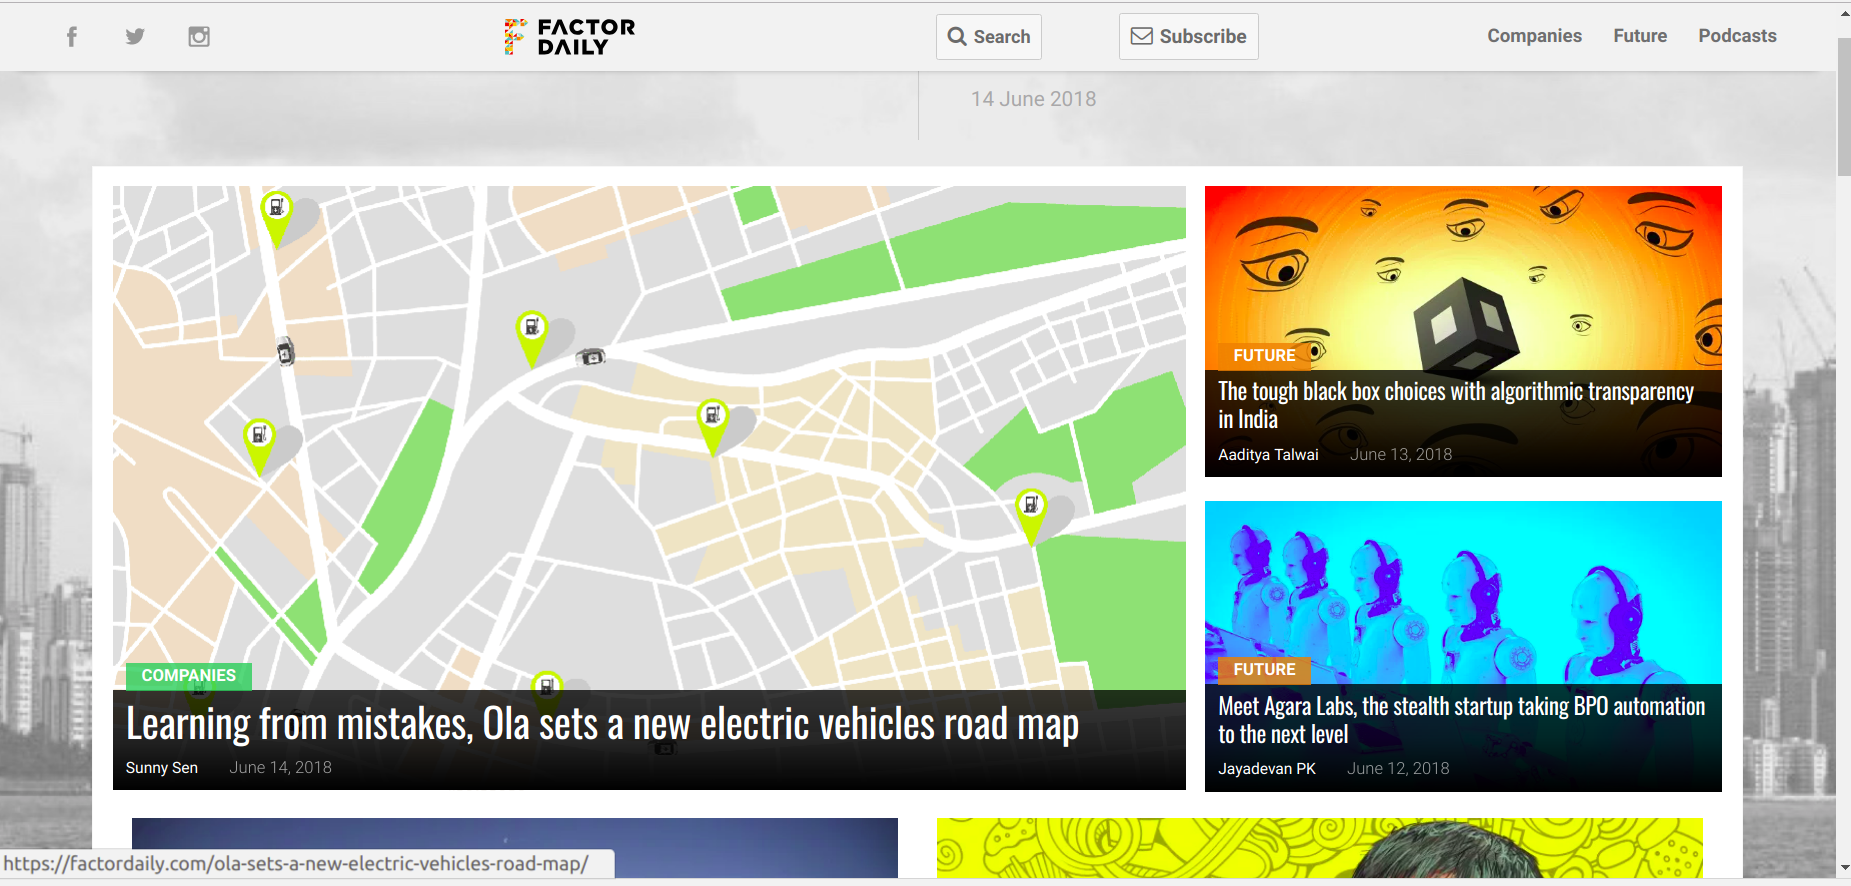 FACTOR
DAILY
Search
Subscribe
Companies Future Podcasts
14 June 2018
COMPANIES
Learning from mistakes, Ola sets a new electric vehicles road map
Sunny Sen June 14, 2018
FUTURE
The tough black box choices with algorithmic transparency
in India
Aaditya Talwai June 13, 2018
FUTURE
Meet Agara Labs, the stealth startup taking BPO automation
to the next level
Jayadevan PK June 12, 2018
https://factordaily.com/ola-sets-a-new-electric-vehicles-road-map/